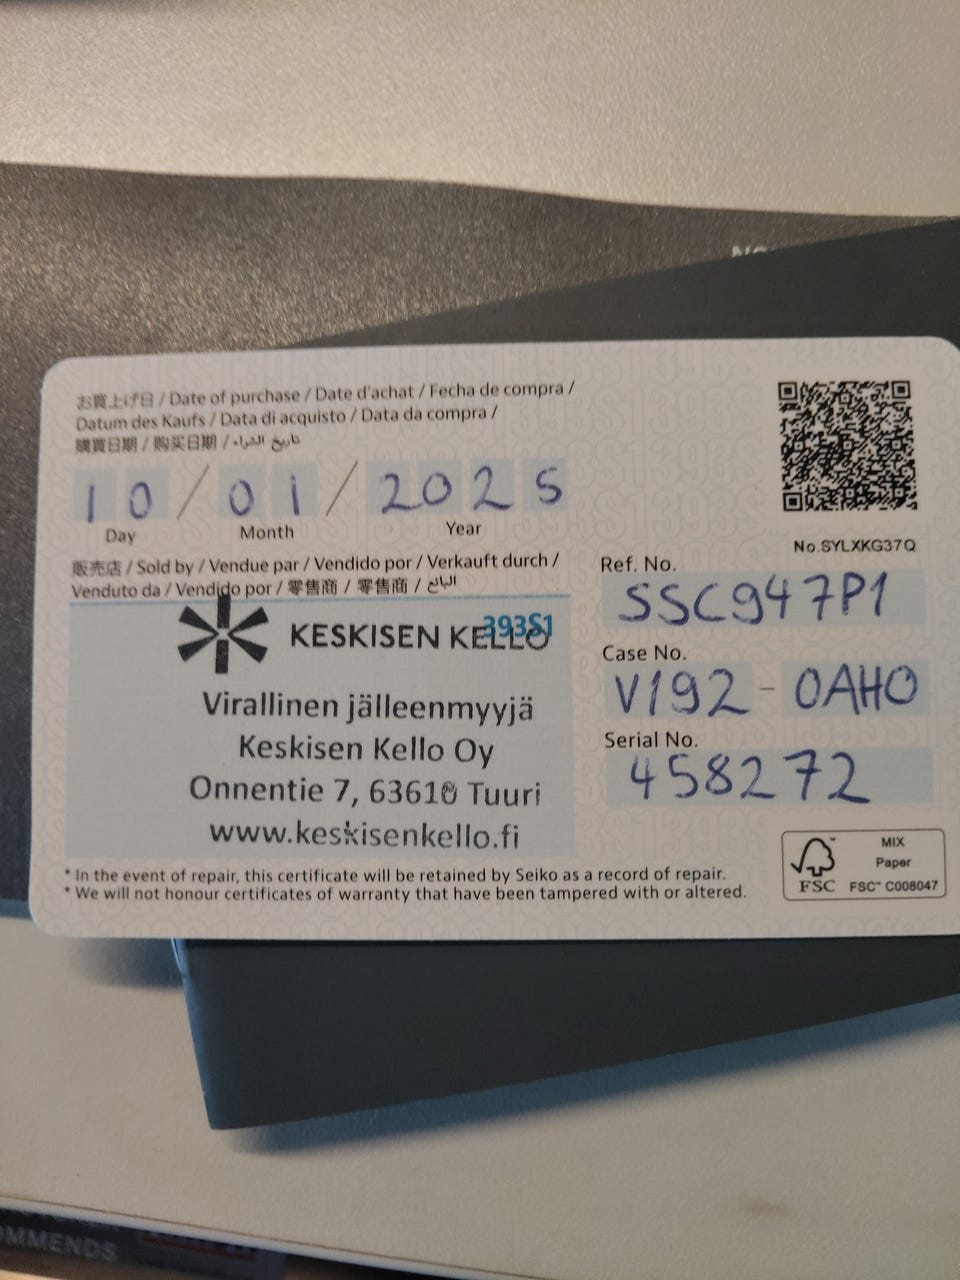 お買上げ日 / Date of purchase / Date d'achat / Fecha de compra /
Datum des Kaufs / Data di acquisto / Data da compra /
購買日期 / 购买日期 / تاريخ الشراء
10 / 01 / 2025
Day Month Year
No.SYLXKG37Q
販売店 / Sold by / Vendue par / Vendido por / Verkauft durch /
Venduto da / Vendido por / 零售商 / 零售商 / البائع
393S1
KESKISEN KELLO
Virallinen jälleenmyyjä
Keskisen Kello Oy
Onnentie 7, 63610 Tuuri
www.keskisenkello.fi
Ref. No.
SSC947P1
Case No.
V192 - 0AH0
Serial No.
458272
* In the event of repair, this certificate will be retained by Seiko as a record of repair.
* We will not honour certificates of warranty that have been tampered with or altered.
FSC™
MIX
Paper
FSC™ C008047